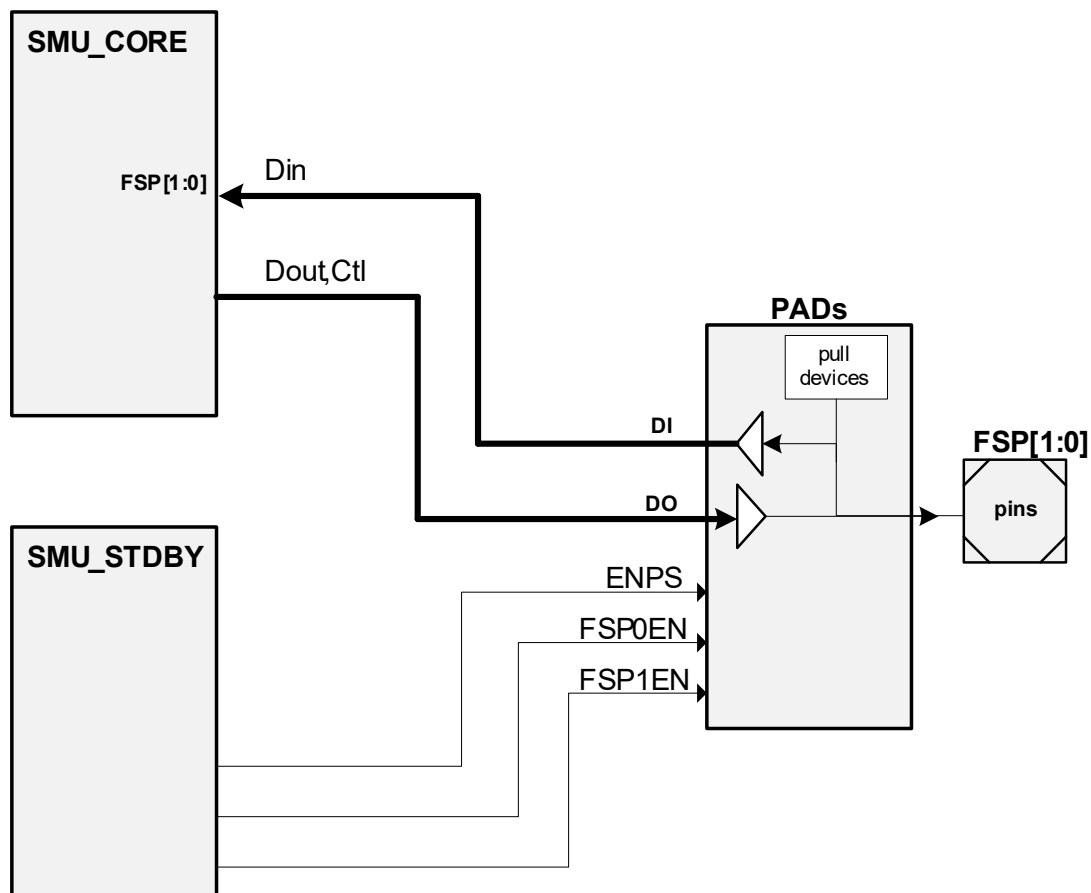 SMU_CORE
Din
FSP[1:0]
Dout,Ctl
PADs
pull
devices
DI
FSP[1:0]
DO
pins
SMU_STDBY
ENPS
FSP0EN
FSP1EN